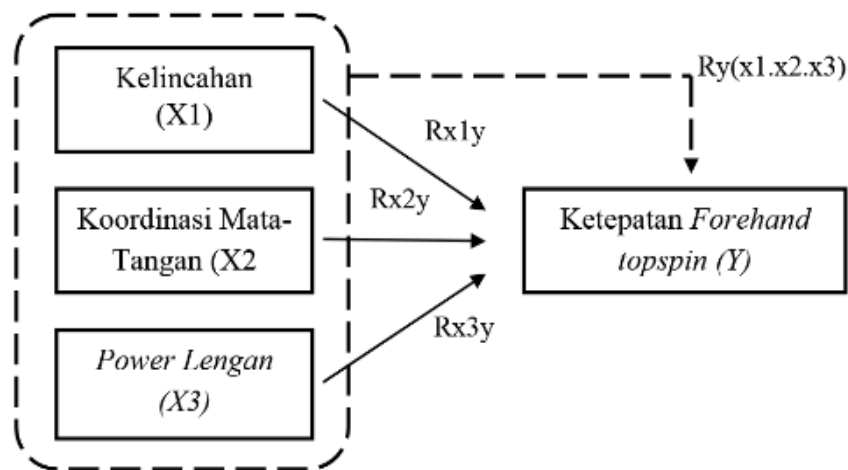 Kelincahan
(X1)
Ry(x1.x2.x3)
Rx1y
Koordinasi Mata-
Tangan (X2
Rx2y
Ketepatan Forehand
topspin (Y)
Power Lengan
(X3)
Rx3y